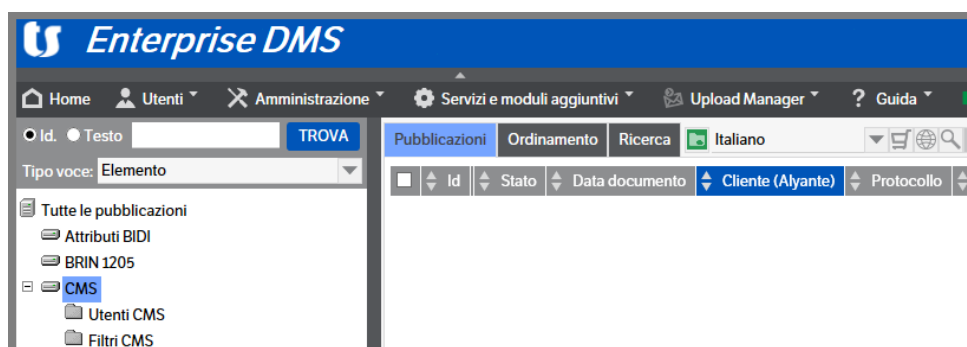 ts Enterprise DMS
Home Utenti Amministrazione Servizi e moduli aggiuntivi Upload Manager ? Guida
Id. Testo TROVA
Pubblicazioni Ordinamento Ricerca Italiano
Tipo voce: Elemento
Id Stato Data documento Cliente (Alyante) Protocollo
Tutte le pubblicazioni
Attributi BIDI
BRIN 1205
CMS
Utenti CMS
Filtri CMS